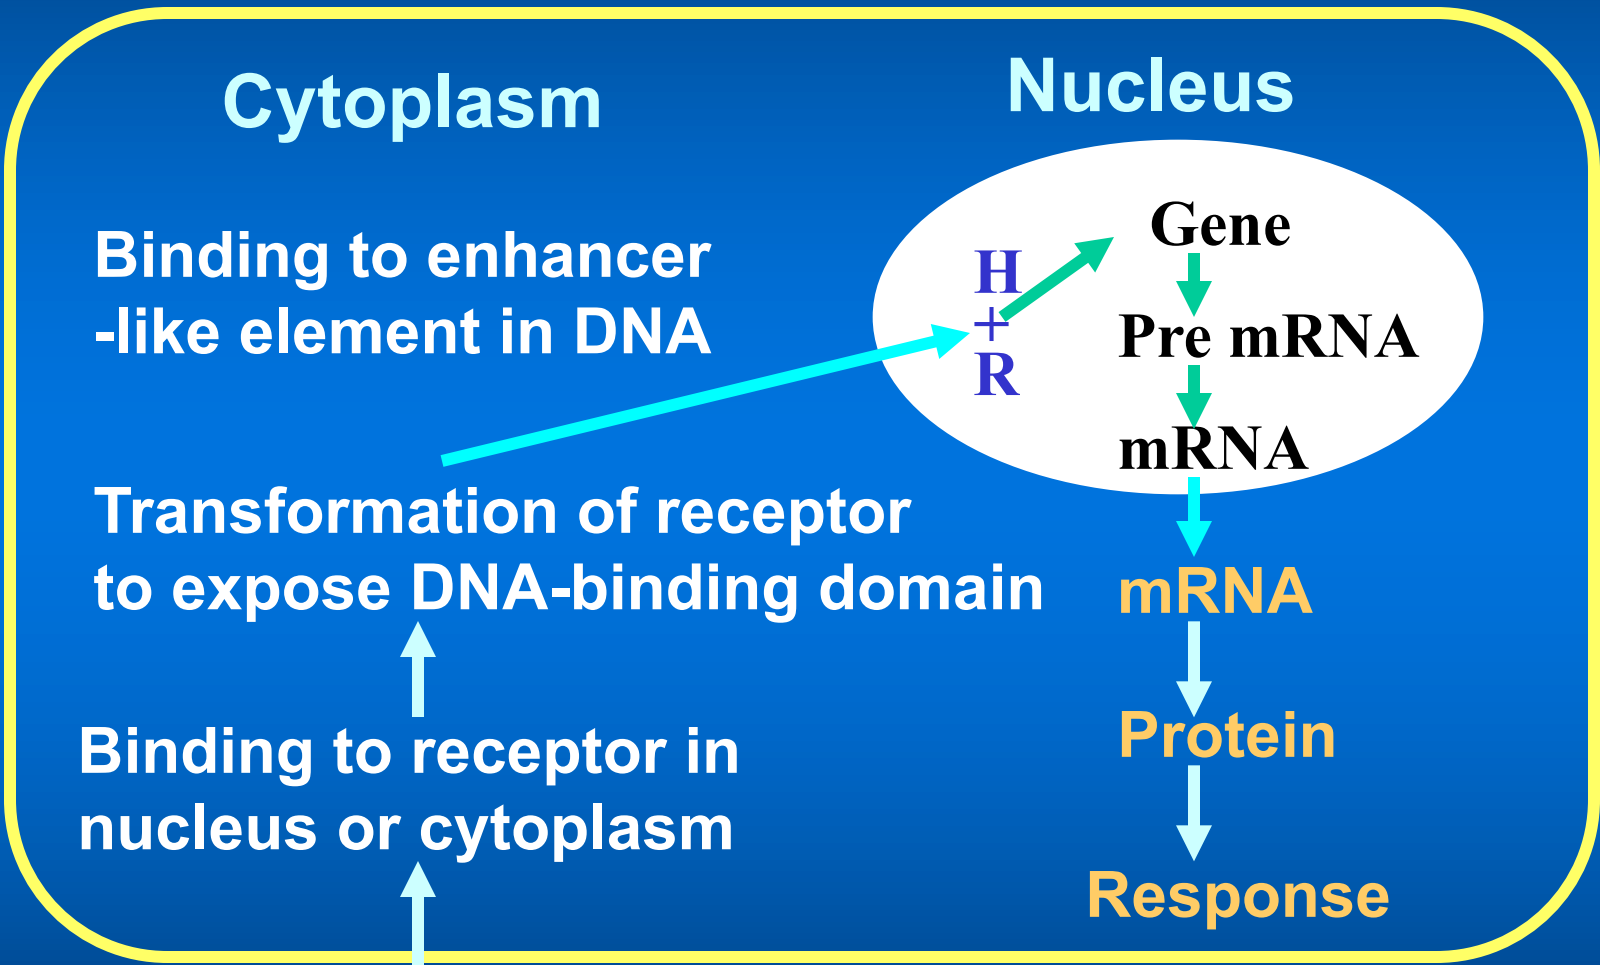 Cytoplasm
Nucleus
Binding to enhancer
-like element in DNA
H
+
R
Gene
Pre mRNA
mRNA
Transformation of receptor
to expose DNA-binding domain
mRNA
Binding to receptor in
nucleus or cytoplasm
Protein
Response